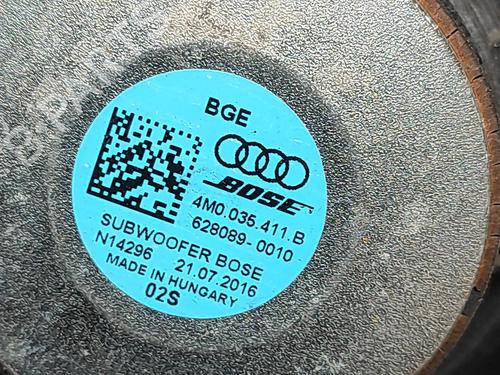 BGE
BOSE
4M0.035.411.B
628089-0010
SUBWOOFER BOSE
N14296 21.07.2016
MADE IN HUNGARY
02S